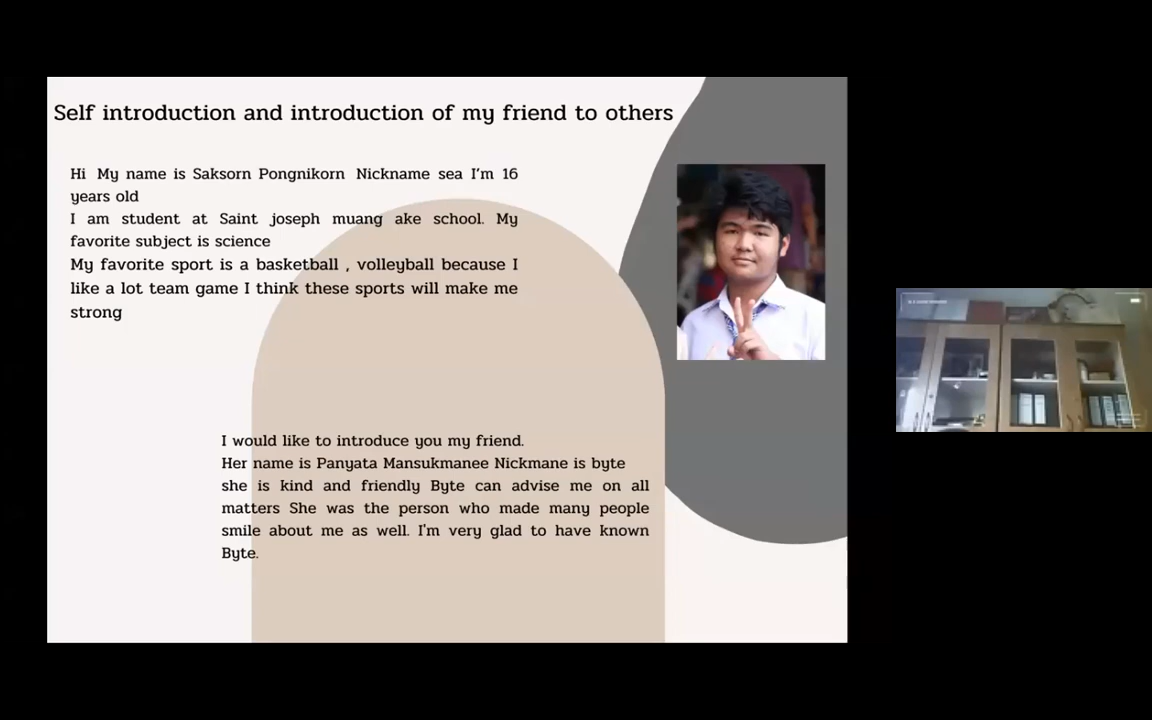 Self introduction and introduction of my friend to others
Hi My name is Saksorn Pongnikorn Nickname sea I'm 16
years old
I am student at Saint joseph muang ake school. My
favorite subject is science
My favorite sport is a basketball , volleyball because I
like a lot team game I think these sports will make me
strong
I would like to introduce you my friend.
Her name is Panyata Mansukmanee Nickmane is byte
she is kind and friendly Byte can advise me on all
matters She was the person who made many people
smile about me as well. I'm very glad to have known
Byte.